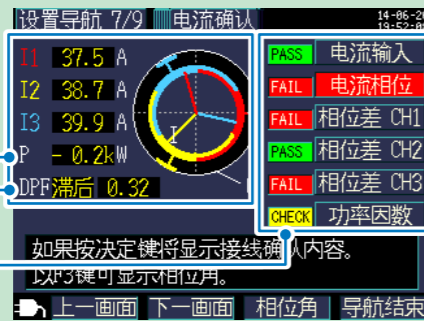 设置导航 7/9 电流确认 14-06-20
19:52:0
I1 37.5 A
I2 38.7 A
I3 39.9 A
P - 0.2kW
DPF滞后 0.32
I
PASS 电流输入
FAIL 电流相位
FAIL 相位差 CH1
PASS 相位差 CH2
FAIL 相位差 CH3
CHECK 功率因数
如果按决定键将显示接线确认内容。
以F3键可显示相位角。
上一画面 下一画面 相位角 导航结束